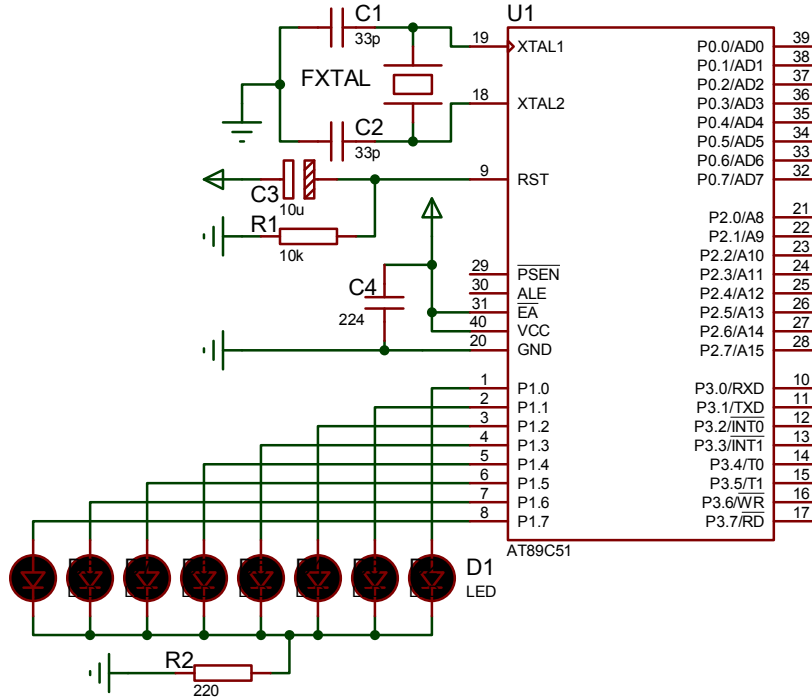 C1
33p
FXTAL
C2
33p
C3
10u
R1
10k
C4
224
U1
19 XTAL1
18 XTAL2
9 RST
29 PSEN
30 ALE
31 EA
40 VCC
20 GND
1 P1.0
2 P1.1
3 P1.2
4 P1.3
5 P1.4
6 P1.5
7 P1.6
8 P1.7
P0.0/AD0 39
P0.1/AD1 38
P0.2/AD2 37
P0.3/AD3 36
P0.4/AD4 35
P0.5/AD5 34
P0.6/AD6 33
P0.7/AD7 32
P2.0/A8 21
P2.1/A9 22
P2.2/A10 23
P2.3/A11 24
P2.4/A12 25
P2.5/A13 26
P2.6/A14 27
P2.7/A15 28
P3.0/RXD 10
P3.1/TXD 11
P3.2/INT0 12
P3.3/INT1 13
P3.4/T0 14
P3.5/T1 15
P3.6/WR 16
P3.7/RD 17
AT89C51
D1
LED
R2
220